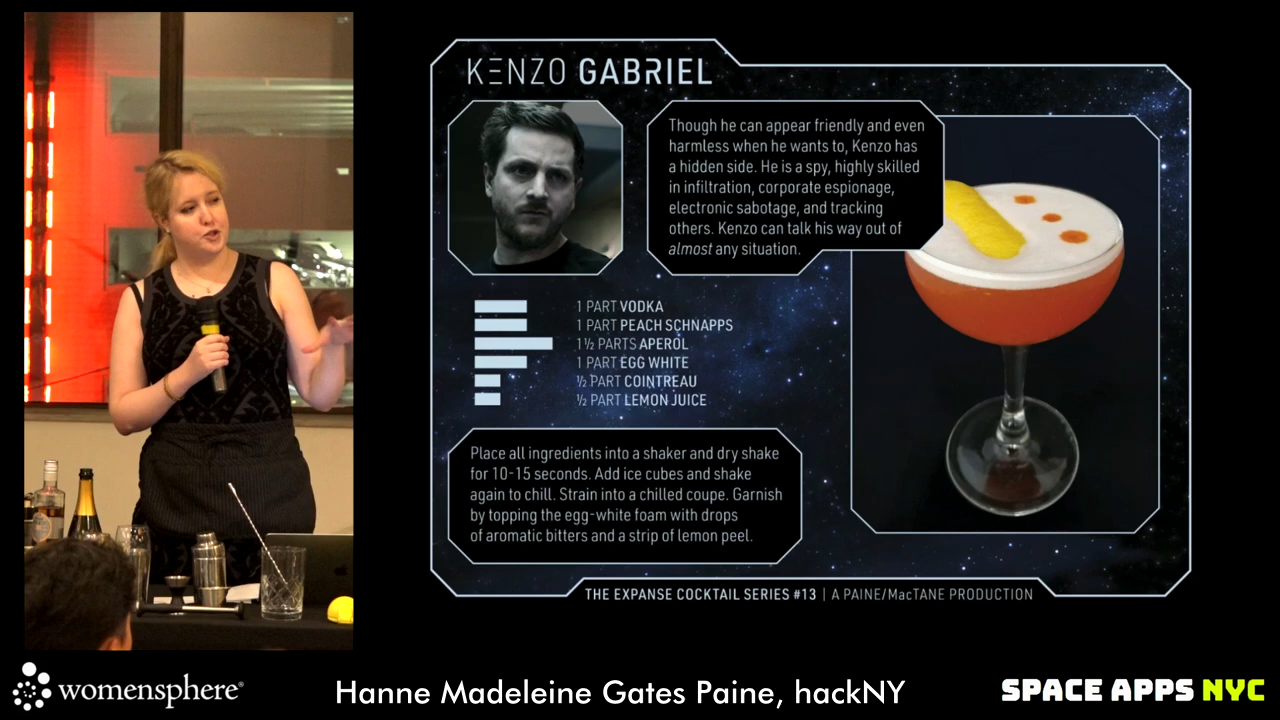 KENZO GABRIEL
Though he can appear friendly and even
harmless when he wants to, Kenzo has
a hidden side. He is a spy, highly skilled
in infiltration, corporate espionage,
electronic sabotage, and tracking
others. Kenzo can talk his way out of
almost any situation.
1 PART VODKA
1 PART PEACH SCHNAPPS
1 ½ PARTS APEROL
1 PART EGG WHITE
½ PART COINTREAU
½ PART LEMON JUICE
Place all ingredients into a shaker and dry shake
for 10-15 seconds. Add ice cubes and shake
again to chill. Strain into a chilled coupe. Garnish
by topping the egg-white foam with drops
of aromatic bitters and a strip of lemon peel.
THE EXPANSE COCKTAIL SERIES #13 | A PAINE/MacTANE PRODUCTION
womensphere®
Hanne Madeleine Gates Paine, hackNY
SPACE APPS NYC